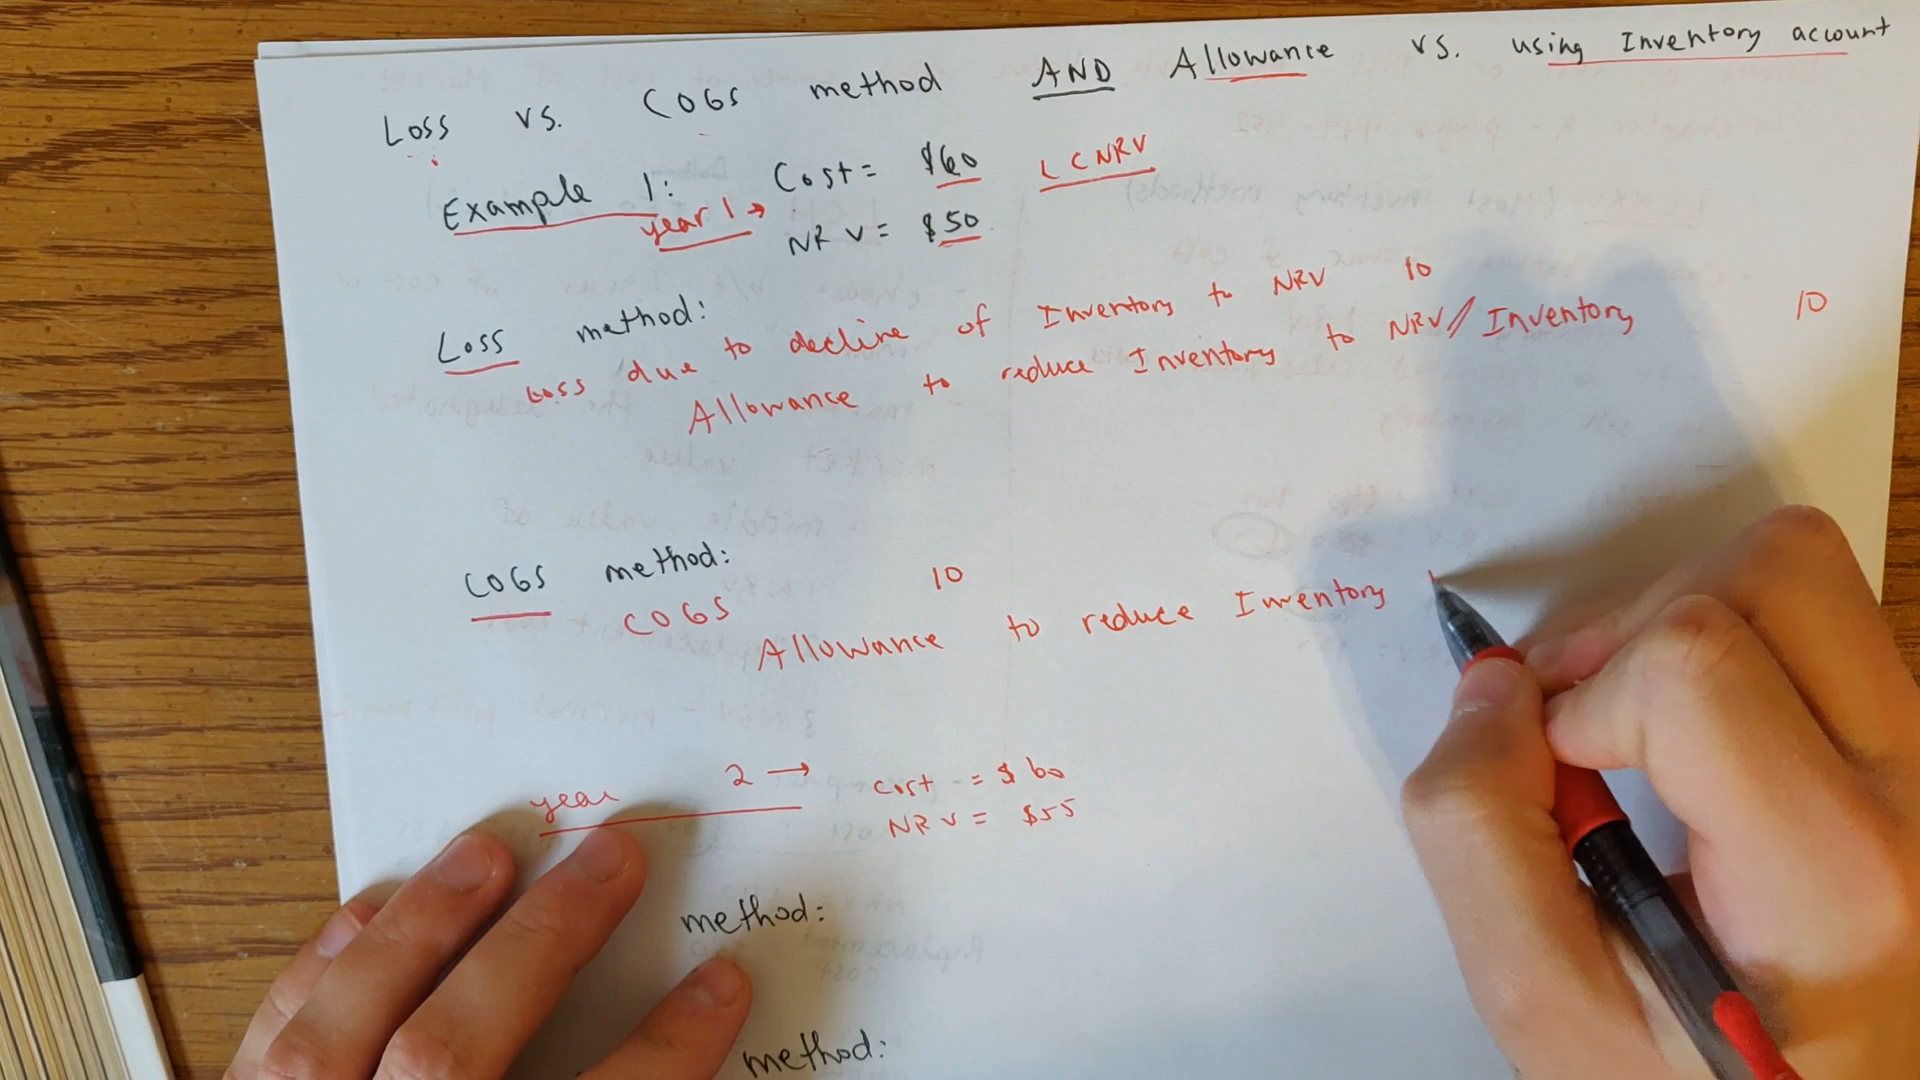 Loss vs. COGS method AND Allowance vs. using Inventory account
Example 1: Cost = $60 LCNRV
year 1 → NRV = $50
Loss method:
Loss due to decline of Inventory to NRV 10
Allowance to reduce Inventory to NRV / Inventory 10
COGS method:
COGS 10
Allowance to reduce Inventory
year 2 → cost = $60
NRV = $55
method:
method: